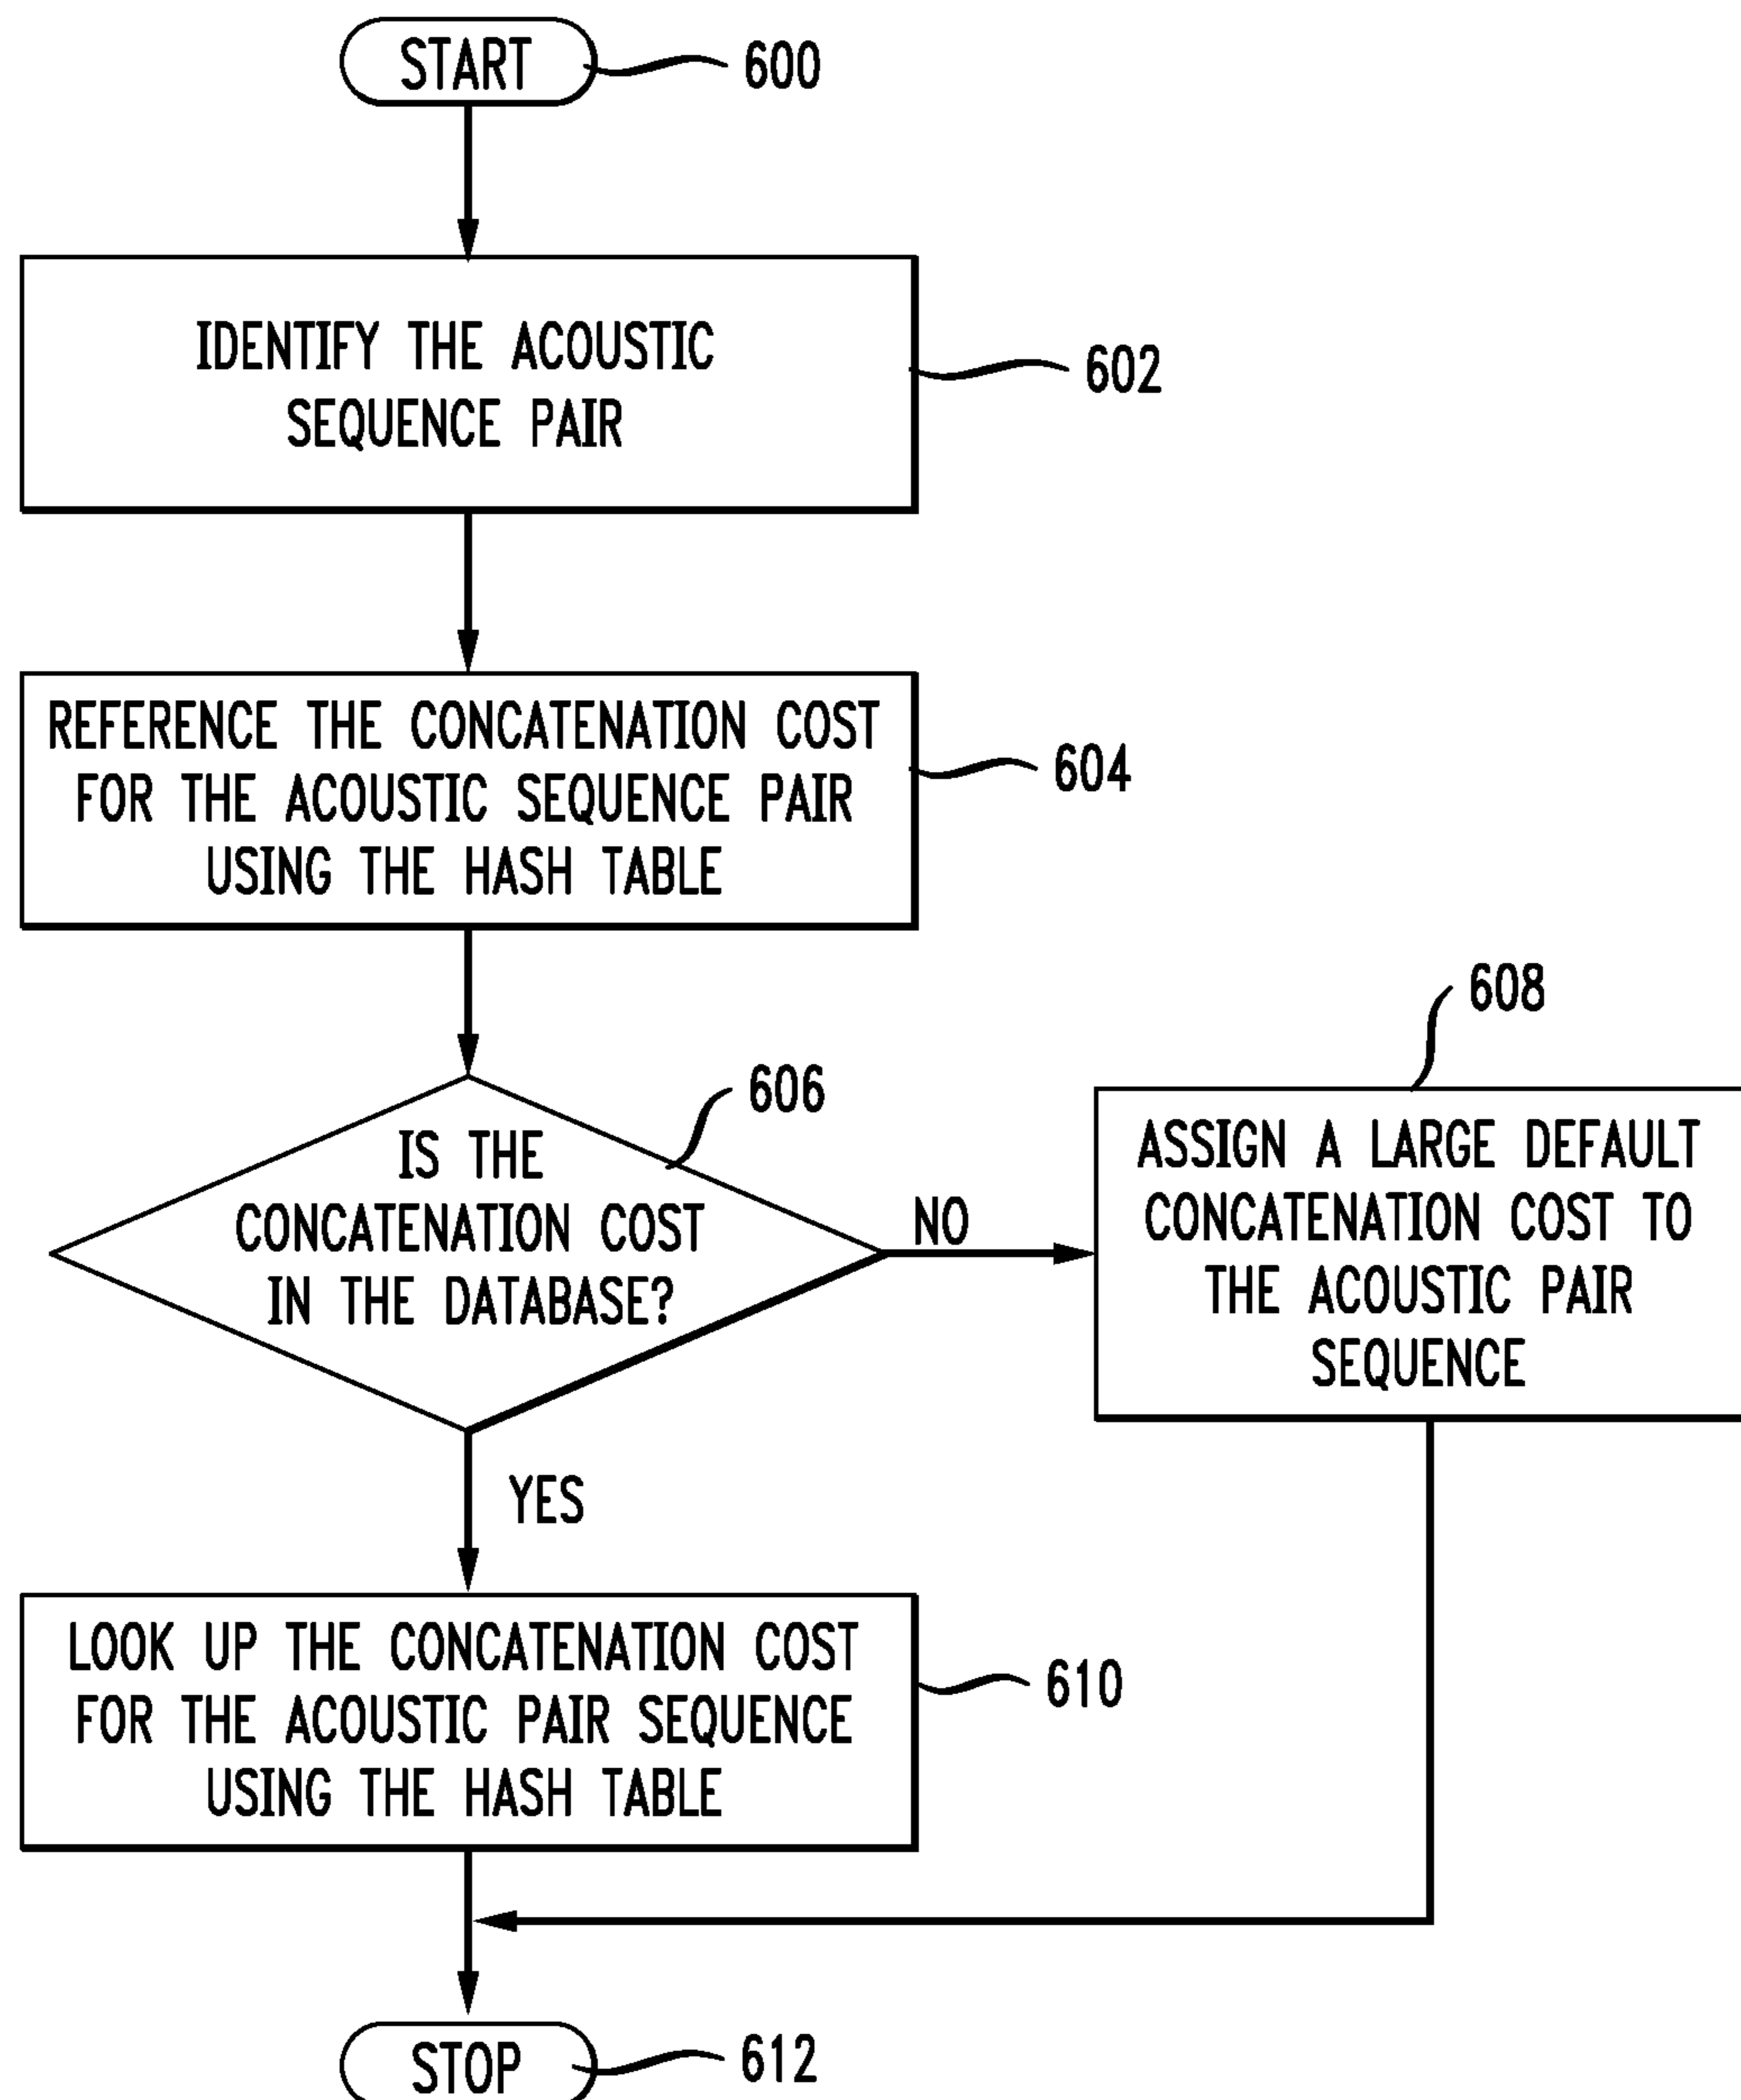 START
600
IDENTIFY THE ACOUSTIC
SEQUENCE PAIR
602
REFERENCE THE CONCATENATION COST
FOR THE ACOUSTIC SEQUENCE PAIR
USING THE HASH TABLE
604
IS THE
CONCATENATION COST
IN THE DATABASE?
606
NO
608
ASSIGN A LARGE DEFAULT
CONCATENATION COST TO
THE ACOUSTIC PAIR
SEQUENCE
YES
LOOK UP THE CONCATENATION COST
FOR THE ACOUSTIC PAIR SEQUENCE
USING THE HASH TABLE
610
STOP
612